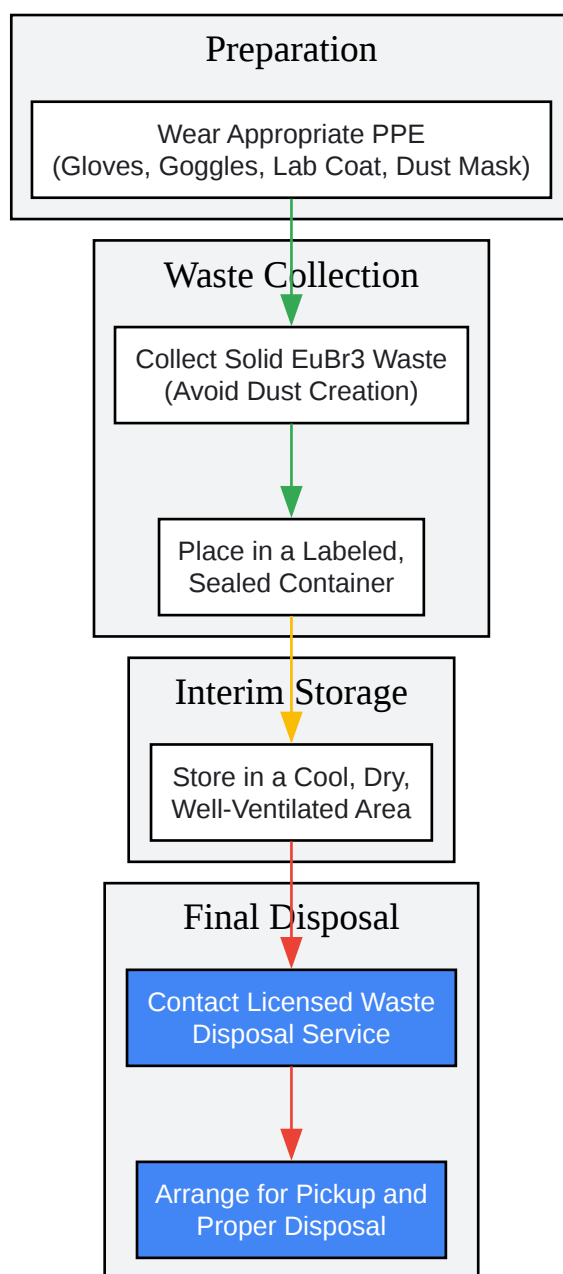 Preparation
Wear Appropriate PPE
(Gloves, Goggles, Lab Coat, Dust Mask)
Waste Collection
Collect Solid EuBr3 Waste
(Avoid Dust Creation)
Place in a Labeled,
Sealed Container
Interim Storage
Store in a Cool, Dry,
Well-Ventilated Area
Final Disposal
Contact Licensed Waste
Disposal Service
Arrange for Pickup and
Proper Disposal